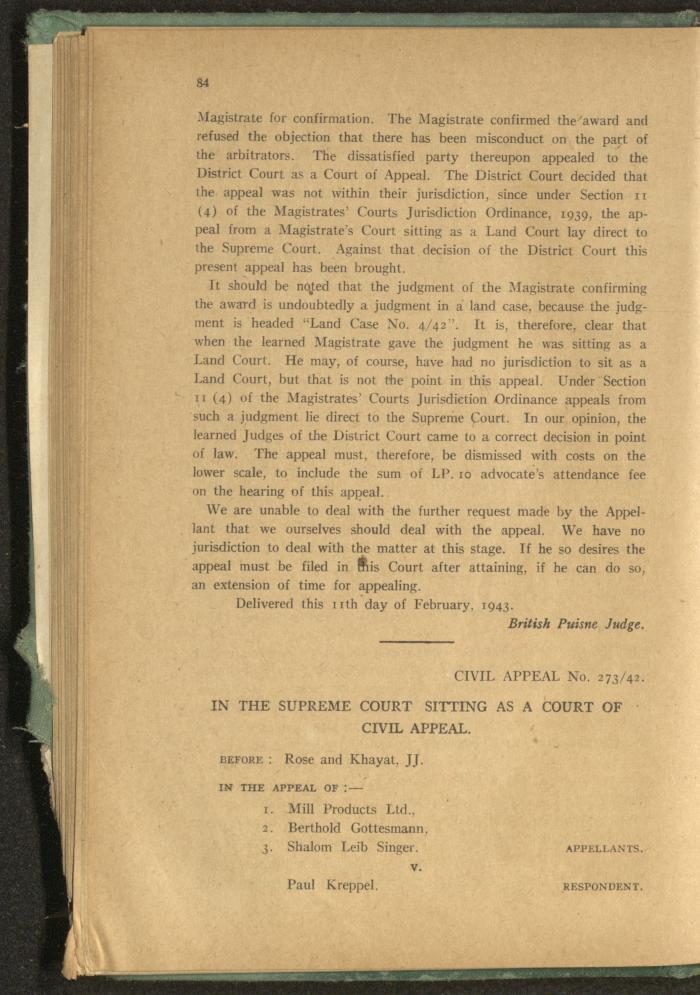 84
Magistrate for confirmation. The Magistrate confirmed the award and
refused the objection that there has been misconduct on the part of
the arbitrators. The dissatisfied party thereupon appealed to the
District Court as a Court of Appeal. The District Court decided that
the appeal was not within their jurisdiction, since under Section 11
(4) of the Magistrates' Courts Jurisdiction Ordinance, 1939, the ap-
peal from a Magistrate's Court sitting as a Land Court lay direct to
the Supreme Court. Against that decision of the District Court this
present appeal has been brought.
It should be noted that the judgment of the Magistrate confirming
the award is undoubtedly a judgment in a land case, because the judg-
ment is headed "Land Case No. 4/42". It is, therefore, clear that
when the learned Magistrate gave the judgment he was sitting as a
Land Court. He may, of course, have had no jurisdiction to sit as a
Land Court, but that is not the point in this appeal. Under Section
11 (4) of the Magistrates' Courts Jurisdiction Ordinance appeals from
such a judgment lie direct to the Supreme Court. In our opinion, the
learned Judges of the District Court came to a correct decision in point
of law. The appeal must, therefore, be dismissed with costs on the
lower scale, to include the sum of LP. 10 advocate's attendance fee
on the hearing of this appeal.
We are unable to deal with the further request made by the Appel-
lant that we ourselves should deal with the appeal. We have no
jurisdiction to deal with the matter at this stage. If he so desires the
appeal must be filed in this Court after attaining, if he can do so,
an extension of time for appealing.
Delivered this 11th day of February, 1943.
British Puisne Judge.
CIVIL APPEAL No. 273/42.
IN THE SUPREME COURT SITTING AS A COURT OF
CIVIL APPEAL.
BEFORE : Rose and Khayat, JJ.
IN THE APPEAL OF :—
1. Mill Products Ltd.,
2. Berthold Gottesmann,
3. Shalom Leib Singer. APPELLANTS.
v.
Paul Kreppel. RESPONDENT.